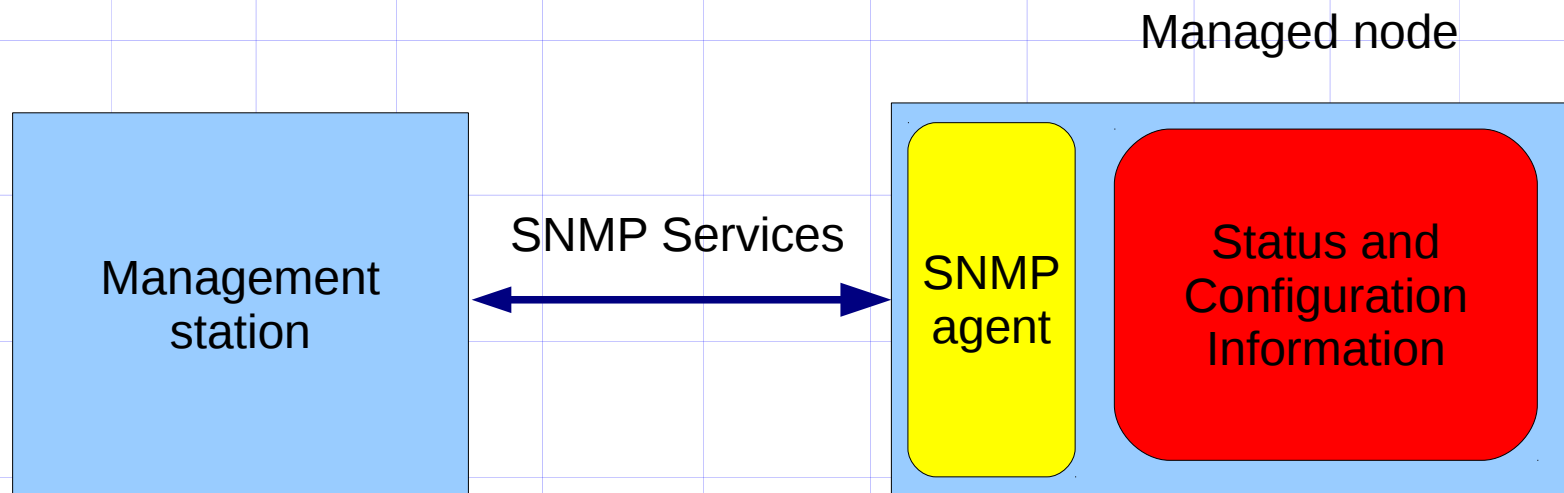 Managed node
Management
station
SNMP Services
SNMP
agent
Status and
Configuration
Information